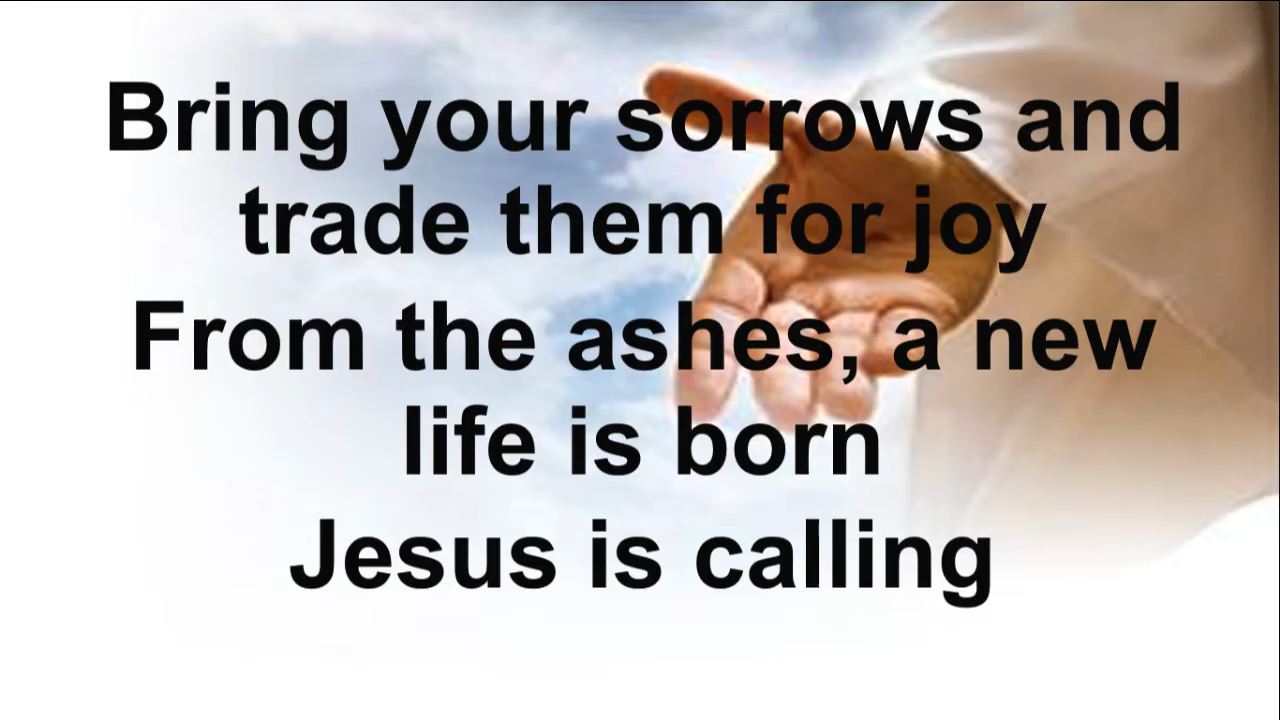 Bring your sorrows and
trade them for joy
From the ashes, a new
life is born
Jesus is calling